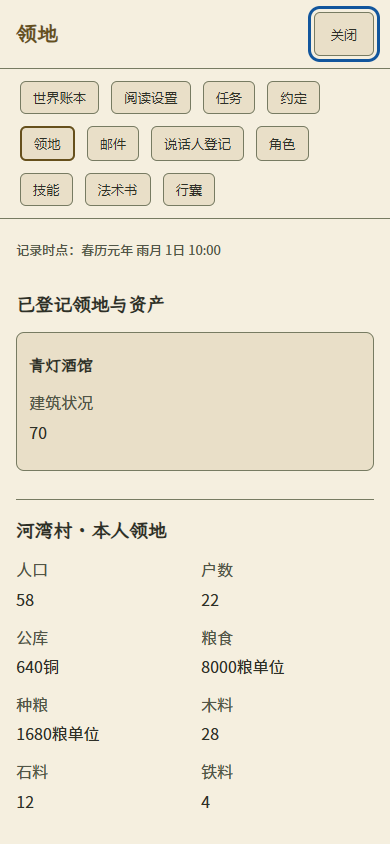 领地
关闭
世界账本 阅读设置 任务 约定
领地 邮件 说话人登记 角色
技能 法术书 行囊
记录时点：春历元年 雨月 1日 10:00
已登记领地与资产
青灯酒馆
建筑状况
70
河湾村・本人领地
人口 户数
58 22
公库 粮食
640铜 8000粮单位
种粮 木料
1680粮单位 28
石料 铁料
12 4